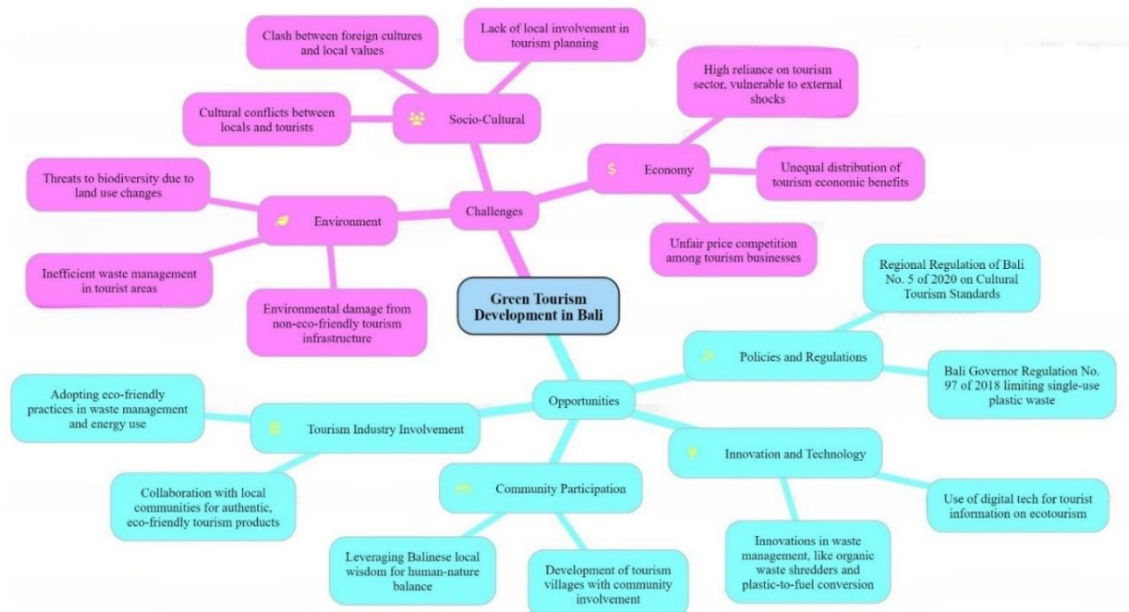 Clash between foreign cultures
and local values
Lack of local involvement in
tourism planning
High reliance on tourism
sector, vulnerable to external
shocks
Cultural conflicts between
locals and tourists
Socio-Cultural
Threats to biodiversity due to
land use changes
Economy
Unequal distribution of
tourism economic benefits
Environment
Challenges
Inefficient waste management
in tourist areas
Unfair price competition
among tourism businesses
Environmental damage from
non-eco-friendly tourism
infrastructure
Green Tourism
Development in Bali
Regional Regulation of Bali
No. 5 of 2020 on Cultural
Tourism Standards
Policies and Regulations
Bali Governor Regulation No.
97 of 2018 limiting single-use
plastic waste
Opportunities
Adopting eco-friendly
practices in waste management
and energy use
Tourism Industry Involvement
Innovation and Technology
Collaboration with local
communities for authentic,
eco-friendly tourism products
Community Participation
Use of digital tech for tourist
information on ecotourism
Leveraging Balinese local
wisdom for human-nature
balance
Development of tourism
villages with community
involvement
Innovations in waste
management, like organic
waste shredders and
plastic-to-fuel conversion